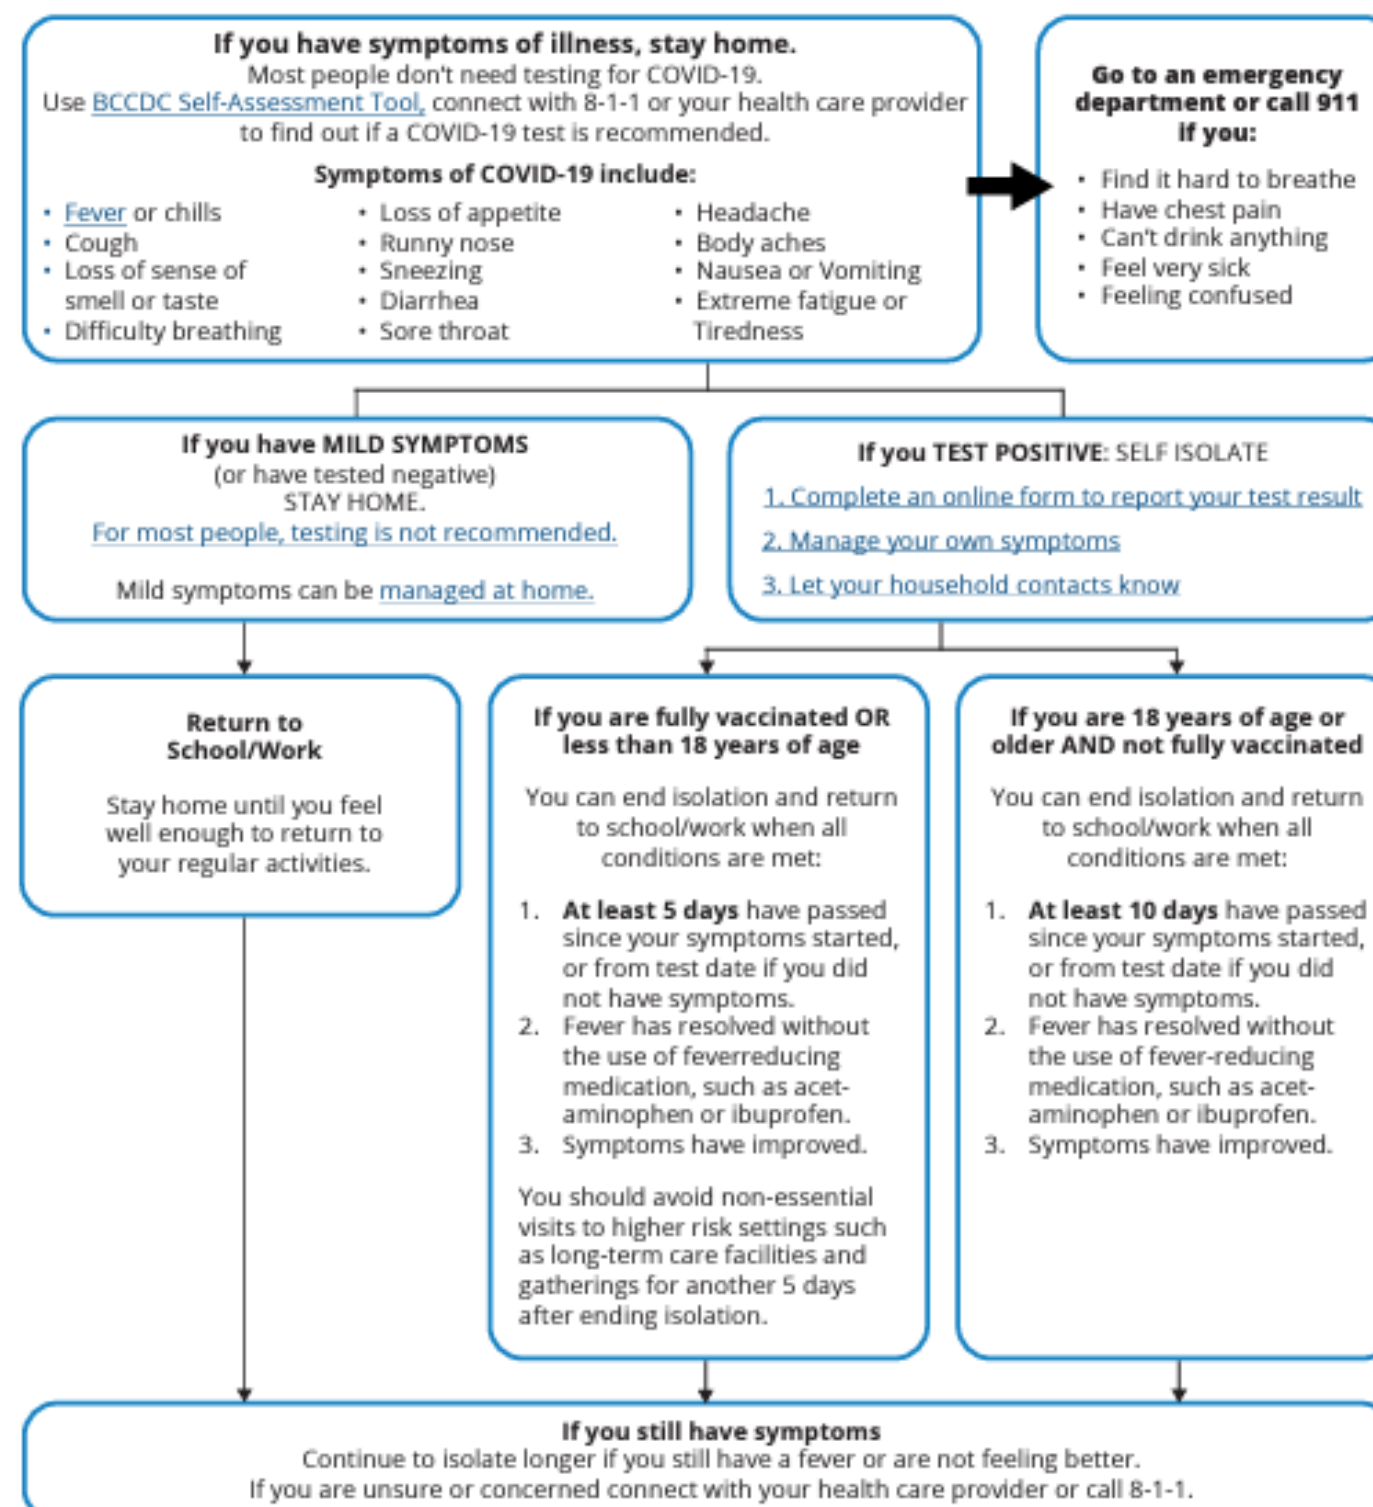 If you have symptoms of illness, stay home.
Most people don't need testing for COVID-19.
Use BCCDC Self-Assessment Tool, connect with 8-1-1 or your health care provider
to find out if a COVID-19 test is recommended.
Symptoms of COVID-19 include:
• Fever or chills
• Cough
• Loss of sense of
smell or taste
• Difficulty breathing
• Loss of appetite
• Runny nose
• Sneezing
• Diarrhea
• Sore throat
• Headache
• Body aches
• Nausea or Vomiting
• Extreme fatigue or
Tiredness
Go to an emergency
department or call 911
if you:
• Find it hard to breathe
• Have chest pain
• Can't drink anything
• Feel very sick
• Feeling confused
If you have MILD SYMPTOMS
(or have tested negative)
STAY HOME.
For most people, testing is not recommended.
Mild symptoms can be managed at home.
If you TEST POSITIVE: SELF ISOLATE
1. Complete an online form to report your test result
2. Manage your own symptoms
3. Let your household contacts know
Return to
School/Work
Stay home until you feel
well enough to return to
your regular activities.
If you are fully vaccinated OR
less than 18 years of age
You can end isolation and return
to school/work when all
conditions are met:
1. At least 5 days have passed
since your symptoms started,
or from test date if you did
not have symptoms.
2. Fever has resolved without
the use of feverreducing
medication, such as acet-
aminophen or ibuprofen.
3. Symptoms have improved.
You should avoid non-essential
visits to higher risk settings such
as long-term care facilities and
gatherings for another 5 days
after ending isolation.
If you are 18 years of age or
older AND not fully vaccinated
You can end isolation and return
to school/work when all
conditions are met:
1. At least 10 days have passed
since your symptoms started,
or from test date if you did
not have symptoms.
2. Fever has resolved without
the use of fever-reducing
medication, such as acet-
aminophen or ibuprofen.
3. Symptoms have improved.
If you still have symptoms
Continue to isolate longer if you still have a fever or are not feeling better.
If you are unsure or concerned connect with your health care provider or call 8-1-1.